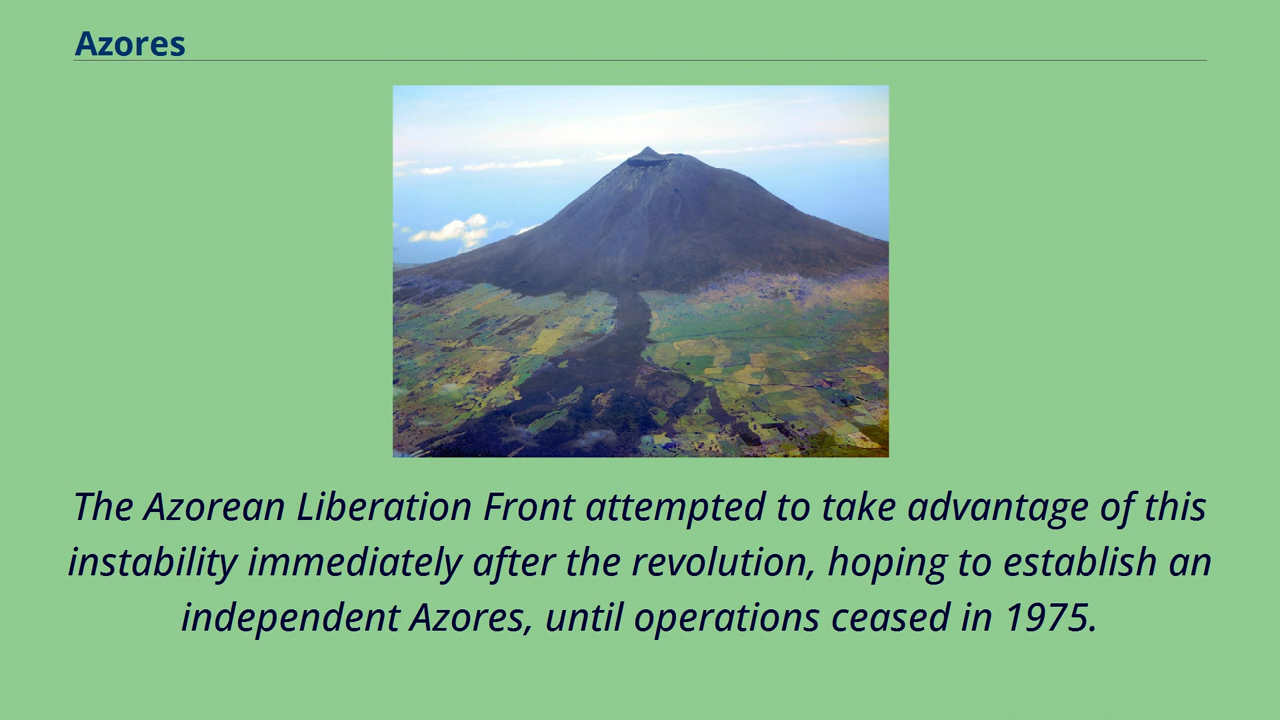 Azores
The Azorean Liberation Front attempted to take advantage of this
instability immediately after the revolution, hoping to establish an
independent Azores, until operations ceased in 1975.